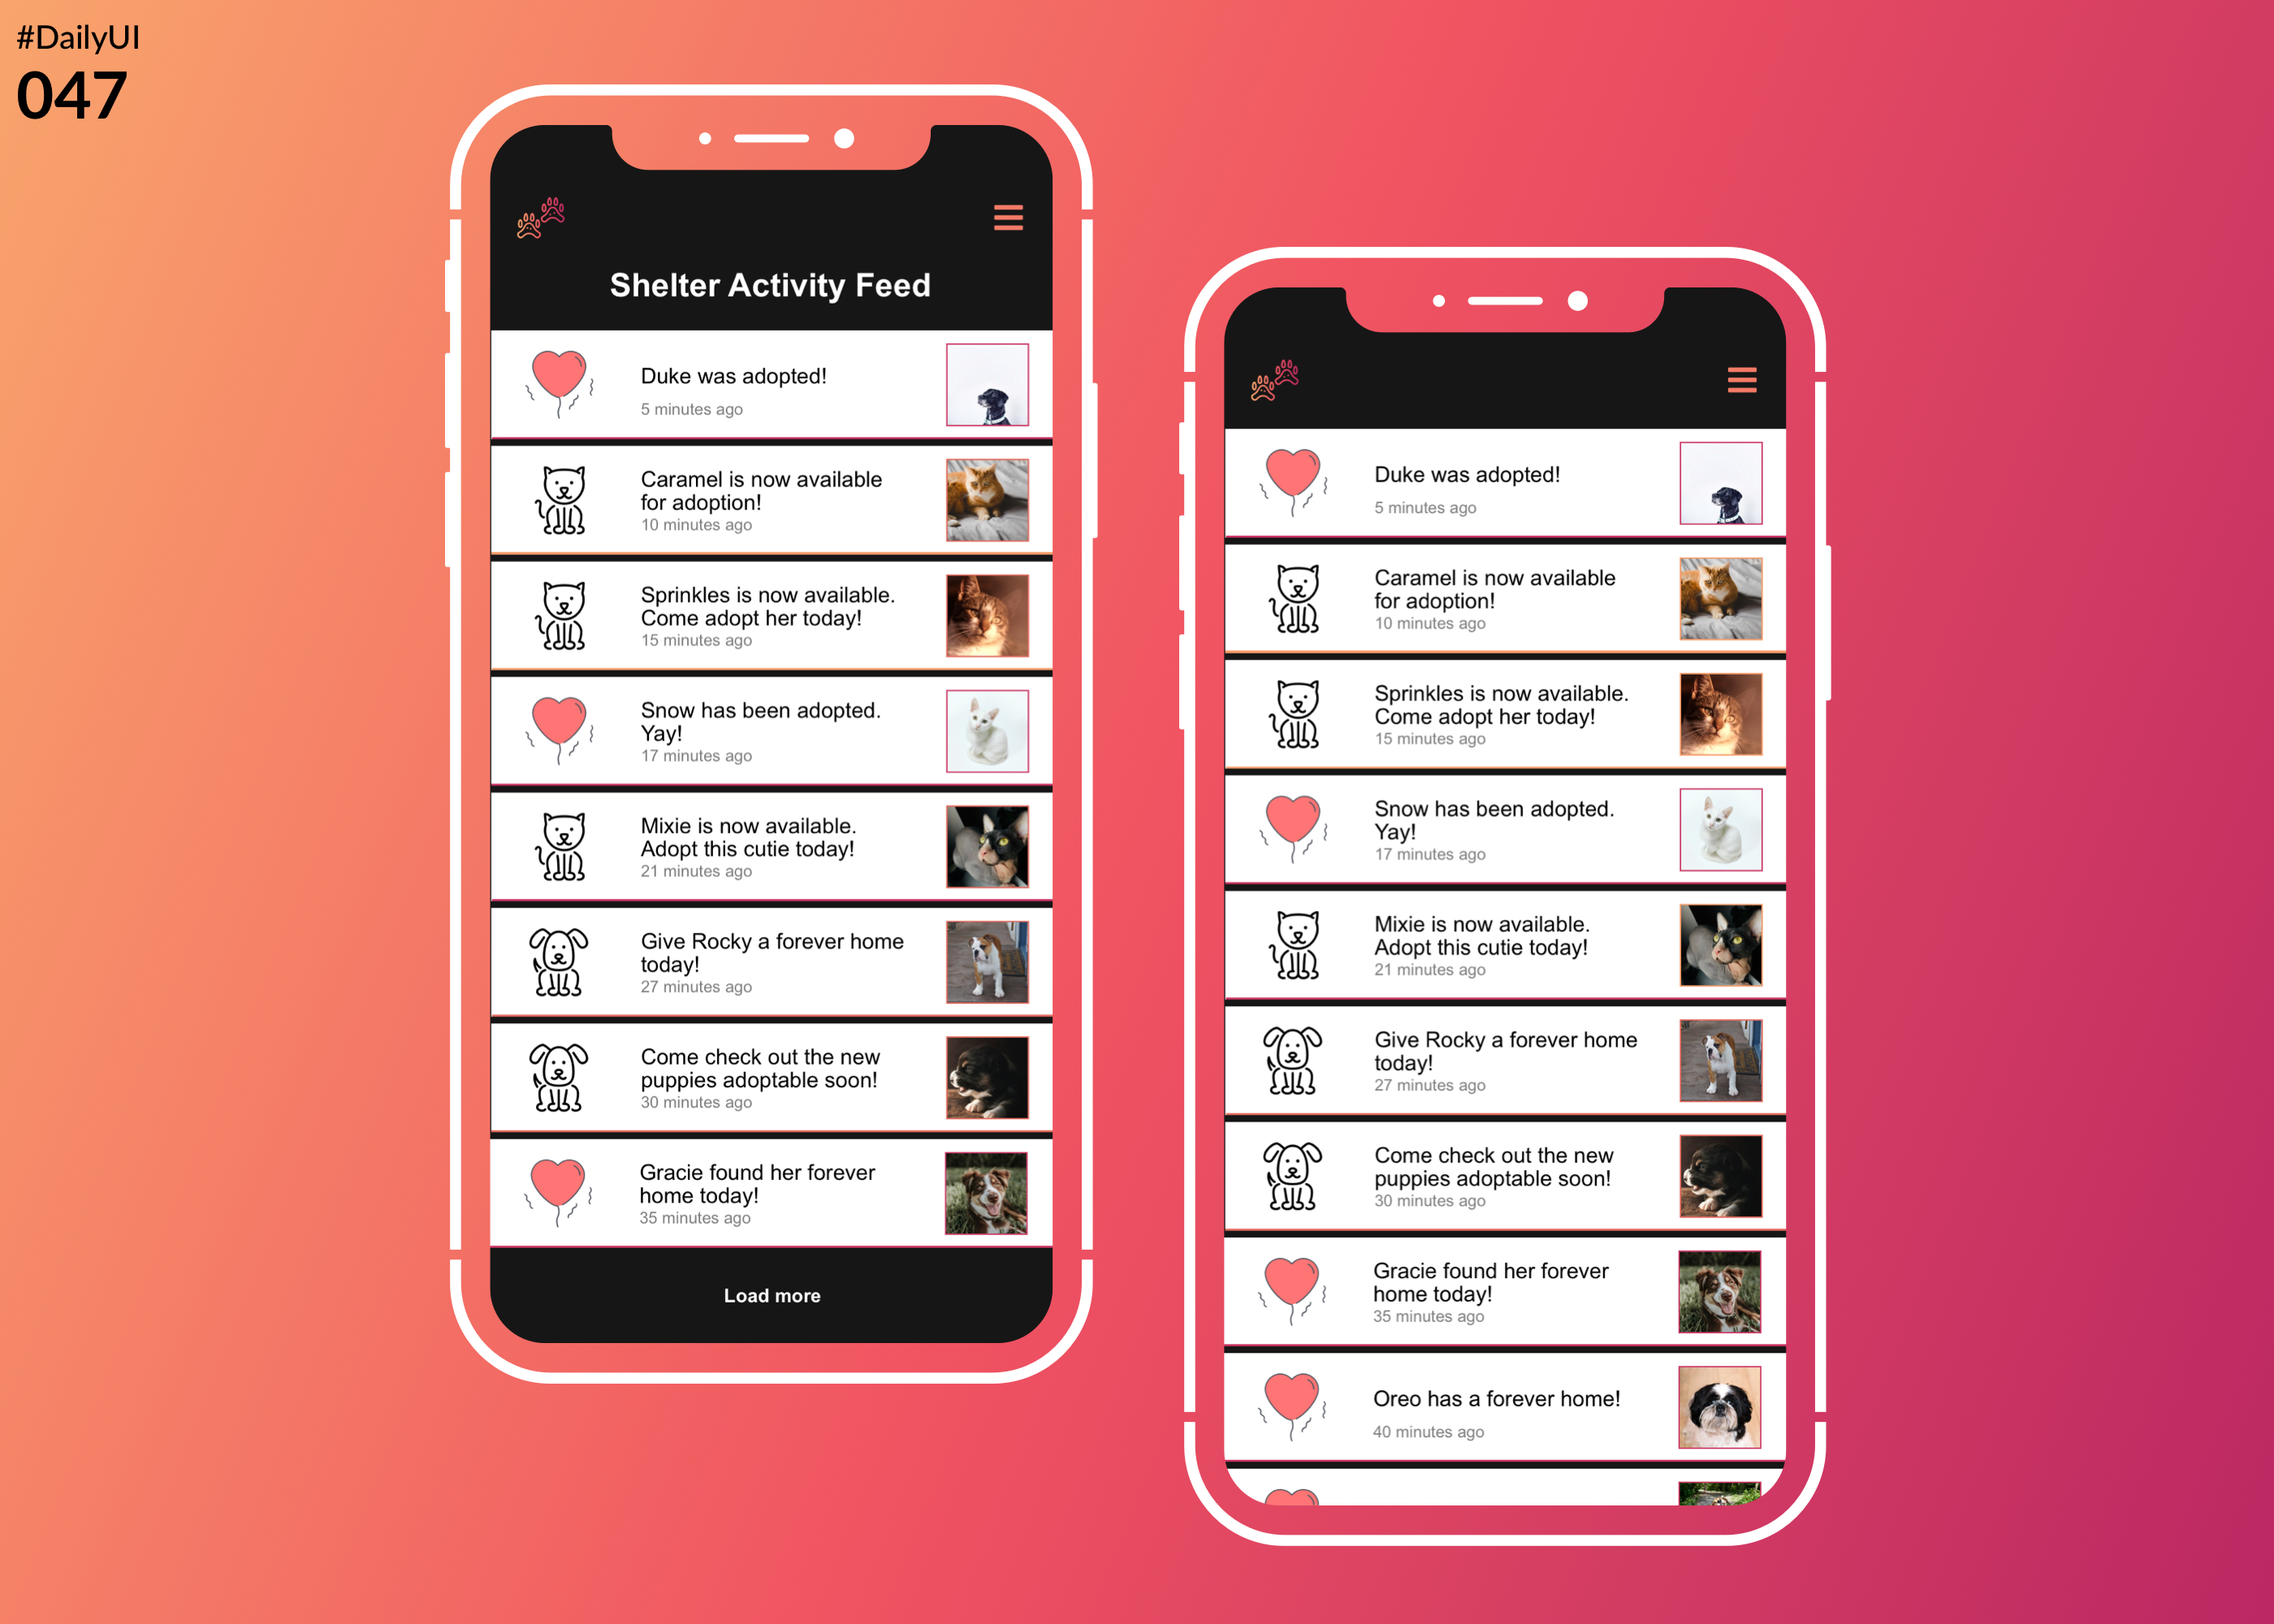 #DailyUI
047
Shelter Activity Feed
Duke was adopted!
5 minutes ago
Caramel is now available
for adoption!
10 minutes ago
Sprinkles is now available.
Come adopt her today!
15 minutes ago
Snow has been adopted.
Yay!
17 minutes ago
Mixie is now available.
Adopt this cutie today!
21 minutes ago
Give Rocky a forever home
today!
27 minutes ago
Come check out the new
puppies adoptable soon!
30 minutes ago
Gracie found her forever
home today!
35 minutes ago
Load more
Duke was adopted!
5 minutes ago
Caramel is now available
for adoption!
10 minutes ago
Sprinkles is now available.
Come adopt her today!
15 minutes ago
Snow has been adopted.
Yay!
17 minutes ago
Mixie is now available.
Adopt this cutie today!
21 minutes ago
Give Rocky a forever home
today!
27 minutes ago
Come check out the new
puppies adoptable soon!
30 minutes ago
Gracie found her forever
home today!
35 minutes ago
Oreo has a forever home!
40 minutes ago